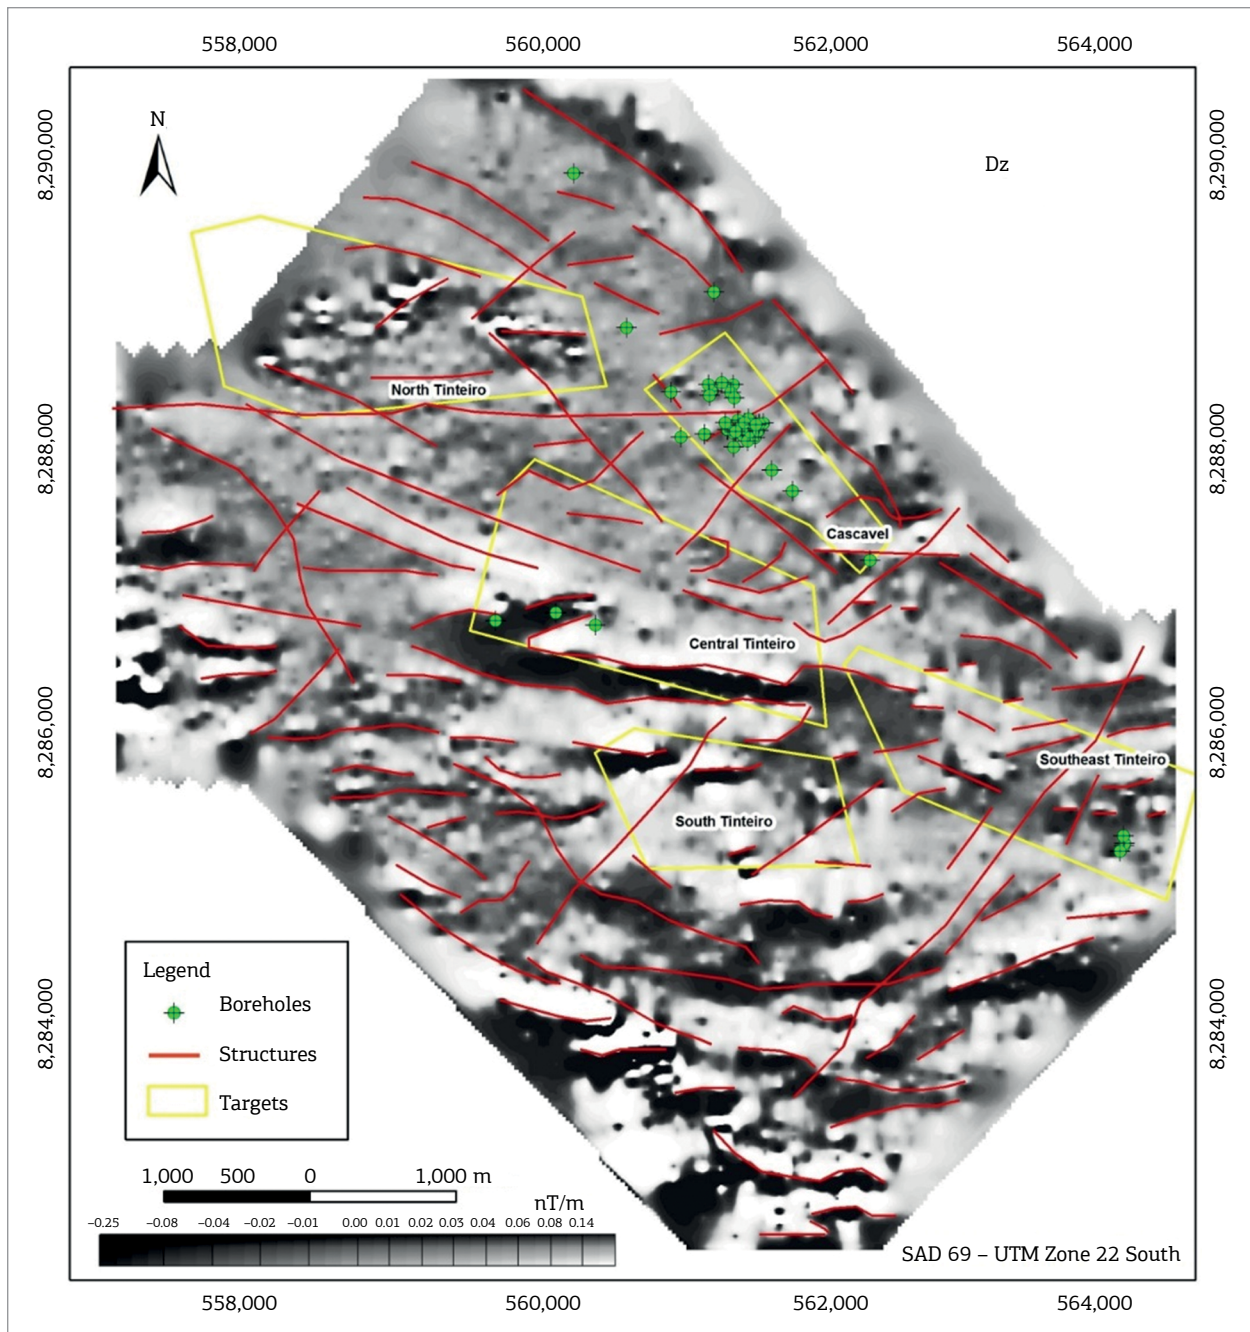 558,000 560,000 562,000 564,000
8,290,000
8,290,000
N
Dz
North Tinteiro
8,288,000
8,288,000
Cascavel
Central Tinteiro
8,286,000
8,286,000
Southeast Tinteiro
South Tinteiro
Legend
Boreholes
Structures
Targets
8,284,000
8,284,000
1,000 500 0 1,000 m
nT/m
−0.25 −0.08 −0.04 −0.02 −0.01 0.00 0.01 0.02 0.03 0.04 0.06 0.08 0.14
SAD 69 – UTM Zone 22 South
558,000 560,000 562,000 564,000